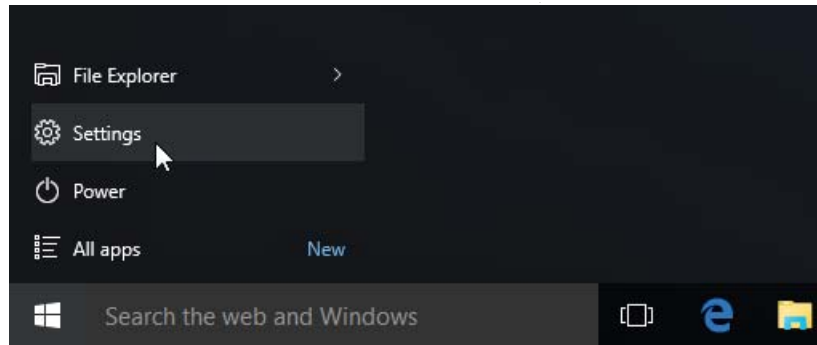 File Explorer
Settings
Power
All apps New
Search the web and Windows